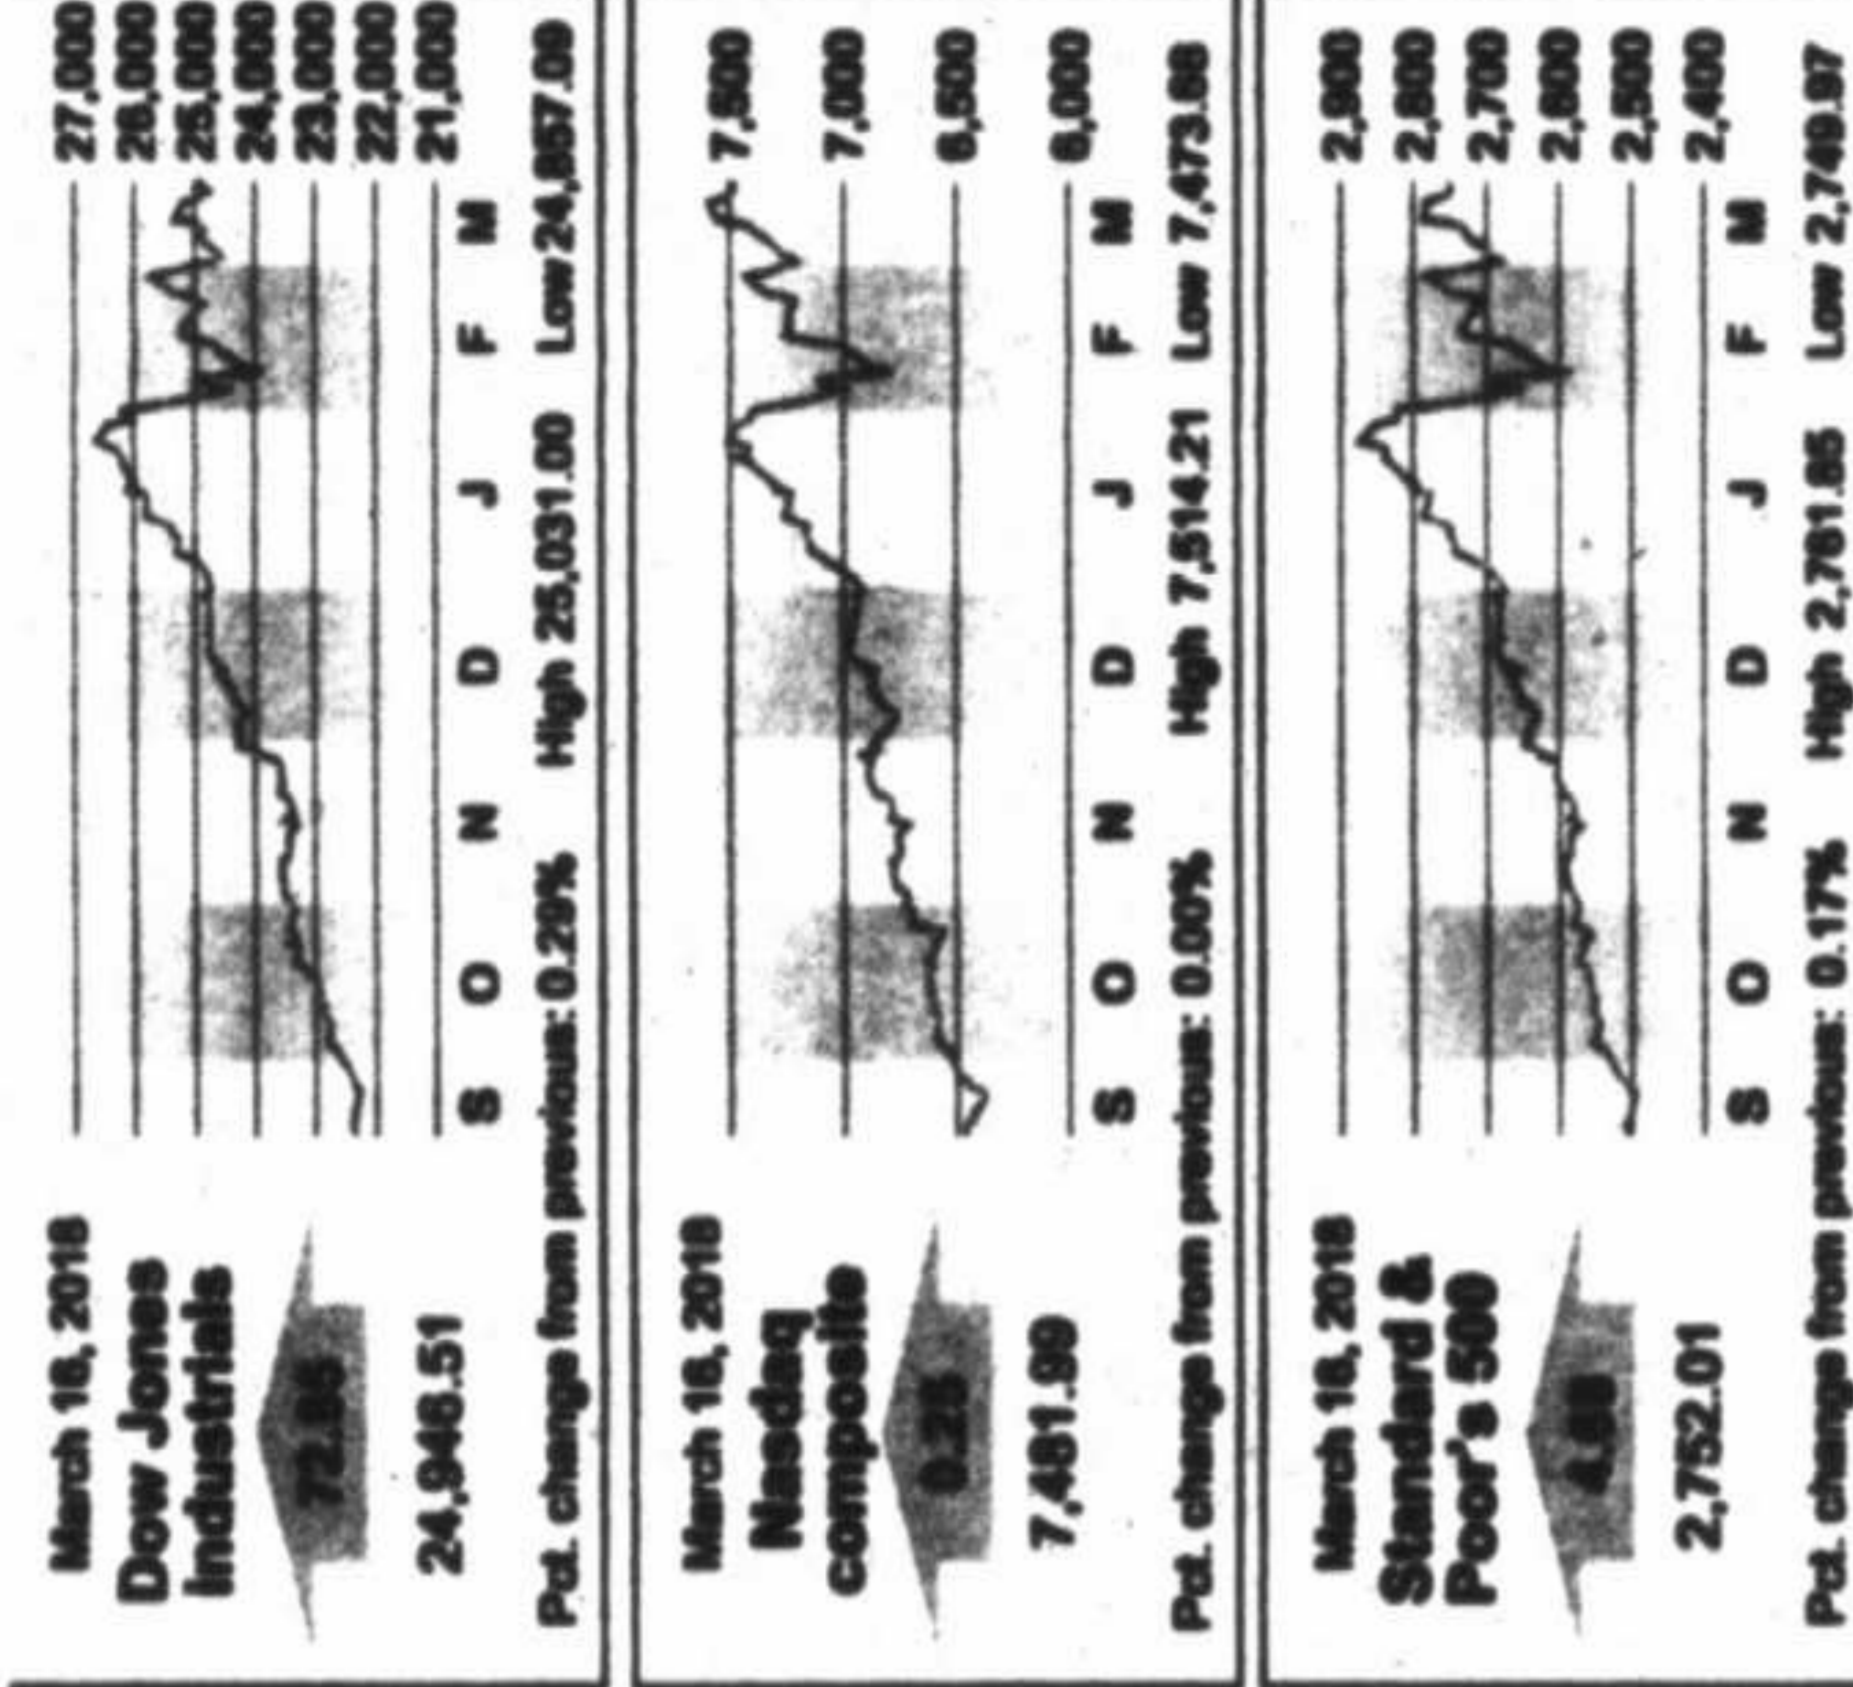 March 16, 2018
Dow Jones
industrials
72.85
24,946.51
27,000
26,000
25,000
24,000
23,000
22,000
21,000
S O N D J F M
Pct. change from previous: 0.29% High 25,031.00 Low 24,857.09
March 16, 2018
Nasdaq
composite
0.25
7,481.99
7,500
7,000
6,500
6,000
S O N D J F M
Pct. change from previous: 0.00% High 7,514.21 Low 7,473.68
March 16, 2018
Standard &
Poor's 500
4.68
2,752.01
2,900
2,800
2,700
2,600
2,500
2,400
S O N D J F M
Pct. change from previous: 0.17% High 2,761.85 Low 2,749.97